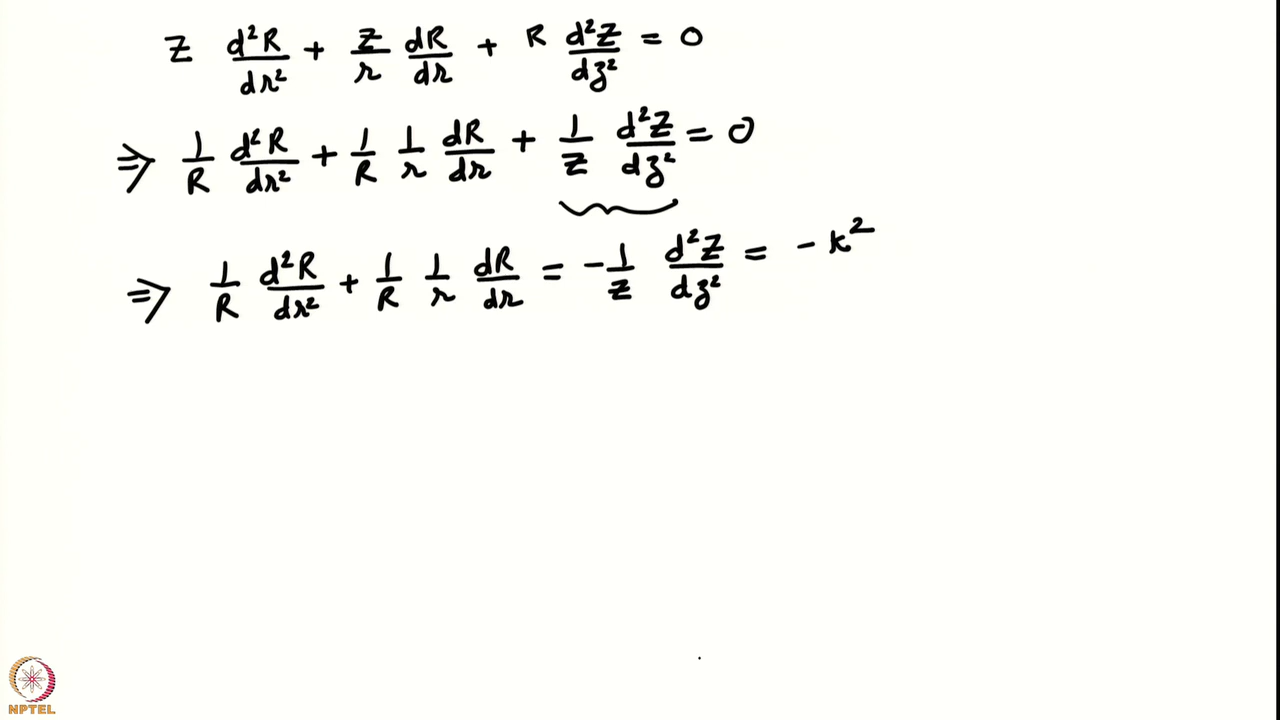 Z d²R/dr² + Z/r dR/dr + R d²Z/dz² = 0
⇒ 1/R d²R/dr² + 1/R 1/r dR/dr + 1/Z d²Z/dz² = 0
⇒ 1/R d²R/dr² + 1/R 1/r dR/dr = -1/Z d²Z/dz² = -k²
NPTEL